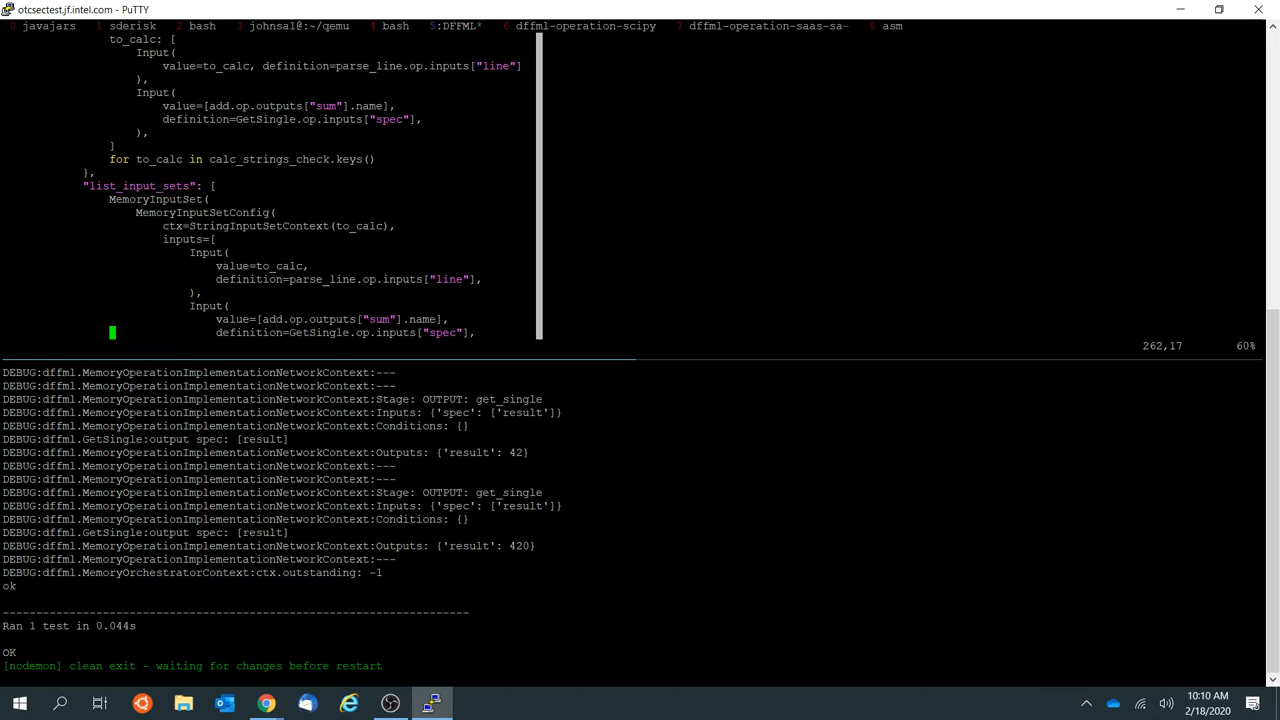 otcsectest.jf.intel.com - PuTTY
0 javajars 1 sderisk 2 bash 3 johnsa1@:~/qemu 4 bash 5:DFFML* 6 dffml-operation-scipy 7 dffml-operation-saas-sa- 8 asm
to_calc: [
Input(
value=to_calc, definition=parse_line.op.inputs["line"]
),
Input(
value=[add.op.outputs["sum"].name],
definition=GetSingle.op.inputs["spec"],
),
]
for to_calc in calc_strings_check.keys()
},
"list_input_sets": [
MemoryInputSet(
MemoryInputSetConfig(
ctx=StringInputSetContext(to_calc),
inputs=[
Input(
value=to_calc,
definition=parse_line.op.inputs["line"],
),
Input(
value=[add.op.outputs["sum"].name],
definition=GetSingle.op.inputs["spec"],
262,17 60%
DEBUG:dffml.MemoryOperationImplementationNetworkContext:---
DEBUG:dffml.MemoryOperationImplementationNetworkContext:---
DEBUG:dffml.MemoryOperationImplementationNetworkContext:Stage: OUTPUT: get_single
DEBUG:dffml.MemoryOperationImplementationNetworkContext:Inputs: {'spec': ['result']}
DEBUG:dffml.MemoryOperationImplementationNetworkContext:Conditions: {}
DEBUG:dffml.GetSingle:output spec: [result]
DEBUG:dffml.MemoryOperationImplementationNetworkContext:Outputs: {'result': 42}
DEBUG:dffml.MemoryOperationImplementationNetworkContext:---
DEBUG:dffml.MemoryOperationImplementationNetworkContext:---
DEBUG:dffml.MemoryOperationImplementationNetworkContext:Stage: OUTPUT: get_single
DEBUG:dffml.MemoryOperationImplementationNetworkContext:Inputs: {'spec': ['result']}
DEBUG:dffml.MemoryOperationImplementationNetworkContext:Conditions: {}
DEBUG:dffml.GetSingle:output spec: [result]
DEBUG:dffml.MemoryOperationImplementationNetworkContext:Outputs: {'result': 420}
DEBUG:dffml.MemoryOperationImplementationNetworkContext:---
DEBUG:dffml.MemoryOrchestratorContext:ctx.outstanding: -1
ok
----------------------------------------------------------------------
Ran 1 test in 0.044s
OK
[nodemon] clean exit - waiting for changes before restart
10:10 AM
2/18/2020